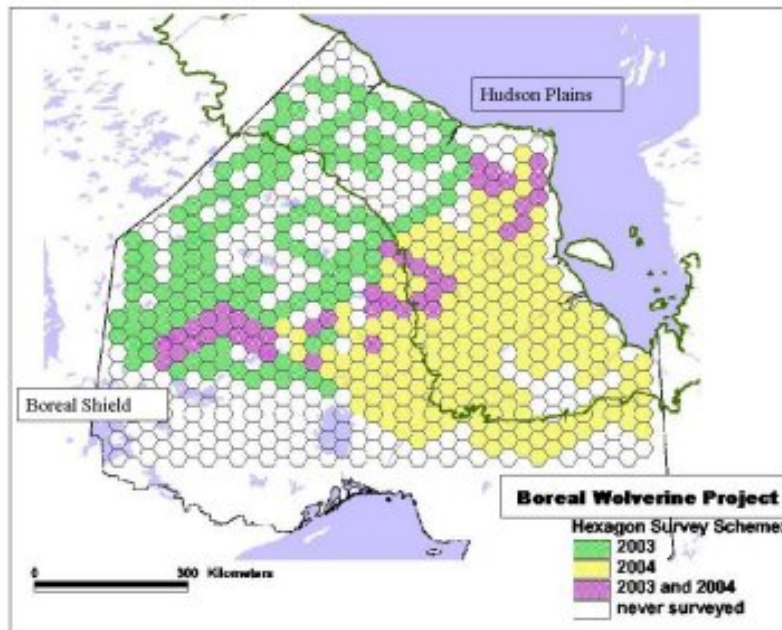 Hudson Plains
Boreal Shield
Boreal Wolverine Project
Hexagon Survey Scheme
2003
2004
2003 and 2004
never surveyed
0 300 Kilometers